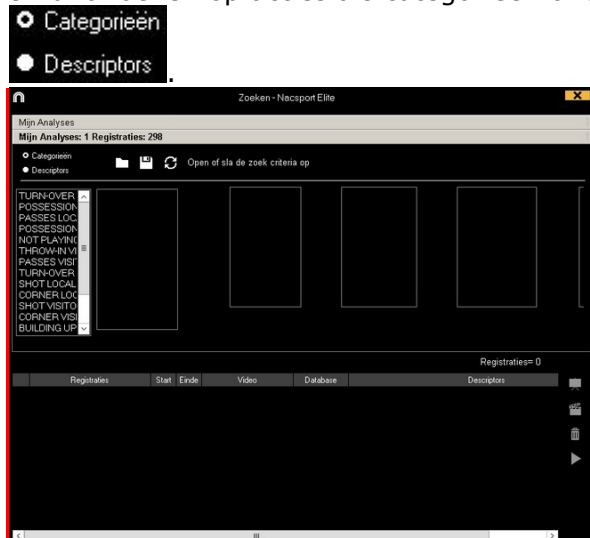 Categorieën
Descriptors .
Zoeken - Nacsport Elite
Mijn Analyses
Mijn Analyses: 1 Registraties: 298
Categorieën
Descriptors
Open of sla de zoek criteria op
TURN-OVER
POSSESSION
PASSES LOC
POSSESSION
NOT PLAYING
THROW-IN VI
PASSES VISI
TURN-OVER
SHOT LOCAL
CORNER LOC
SHOT VISITO
CORNER VISI
BUILDING UP
Registraties= 0
Registraties Start Einde Video Database Descriptors